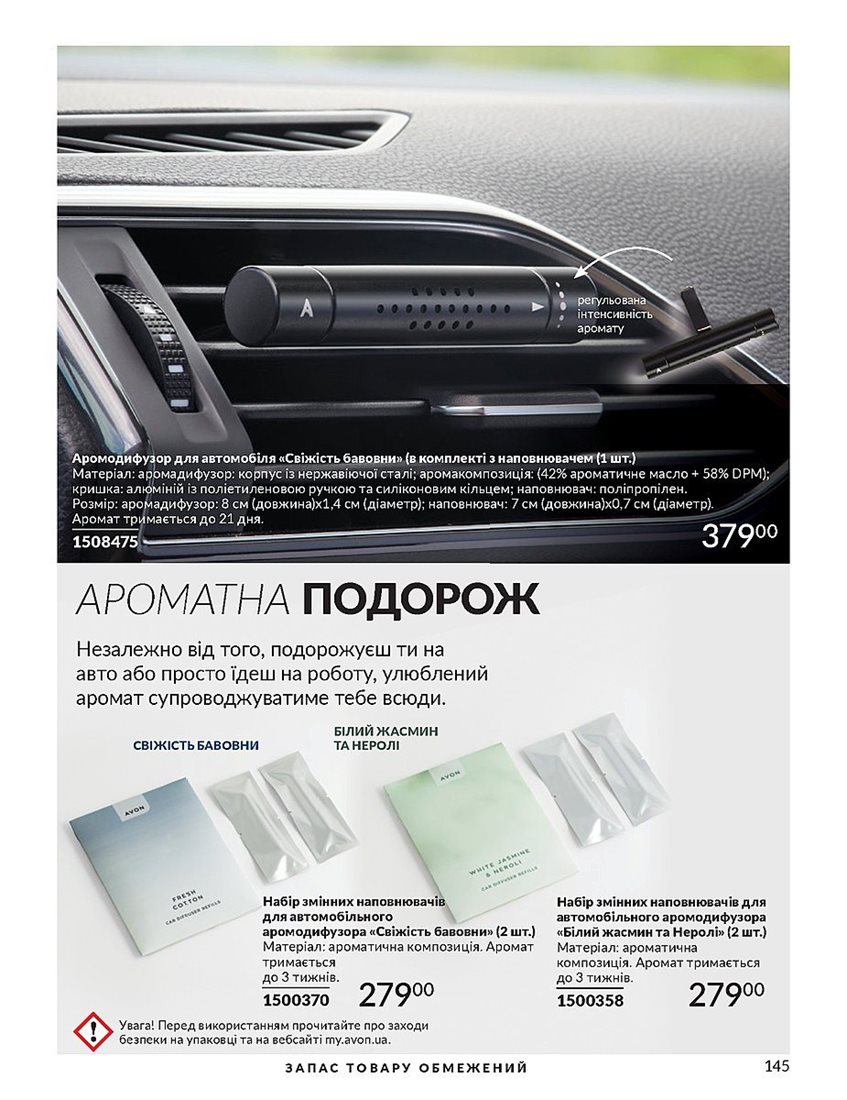 регульована
інтенсивність
аромату
Аромодифузор для автомобіля «Свіжість бавовни» (в комплекті з наповнювачем (1 шт.)
Матеріал: аромадифузор: корпус із нержавіючої сталі; аромакомпозиція: (42% ароматичне масло + 58% DPM);
кришка: алюміній із поліетиленовою ручкою та силіконовим кільцем; наповнювач: поліпропілен.
Розмір: аромадифузор: 8 см (довжина)х1,4 см (діаметр); наповнювач: 7 см (довжина)х0,7 см (діаметр).
Аромат тримається до 21 дня.
1508475
37900
АРОМАТНА ПОДОРОЖ
Незалежно від того, подорожуєш ти на
авто або просто їдеш на роботу, улюблений
аромат супроводжуватиме тебе всюди.
СВІЖІСТЬ БАВОВНИ
БІЛИЙ ЖАСМИН
ТА НЕРОЛІ
AVON
FRESH
COTTON
CAR DIFFUSER REFILLS
AVON
WHITE JASMINE
& NEROLI
CAR DIFFUSER REFILLS
Набір змінних наповнювачів
для автомобільного
аромодифузора «Свіжість бавовни» (2 шт.)
Матеріал: ароматична композиція. Аромат
тримається
до 3 тижнів.
1500370
27900
Набір змінних наповнювачів для
автомобільного аромодифузора
«Білий жасмин та Неролі» (2 шт.)
Матеріал: ароматична
композиція. Аромат тримається
до 3 тижнів.
1500358
27900
Увага! Перед використанням прочитайте про заходи
безпеки на упаковці та на вебсайті my.avon.ua.
ЗАПАС ТОВАРУ ОБМЕЖЕНИЙ
145